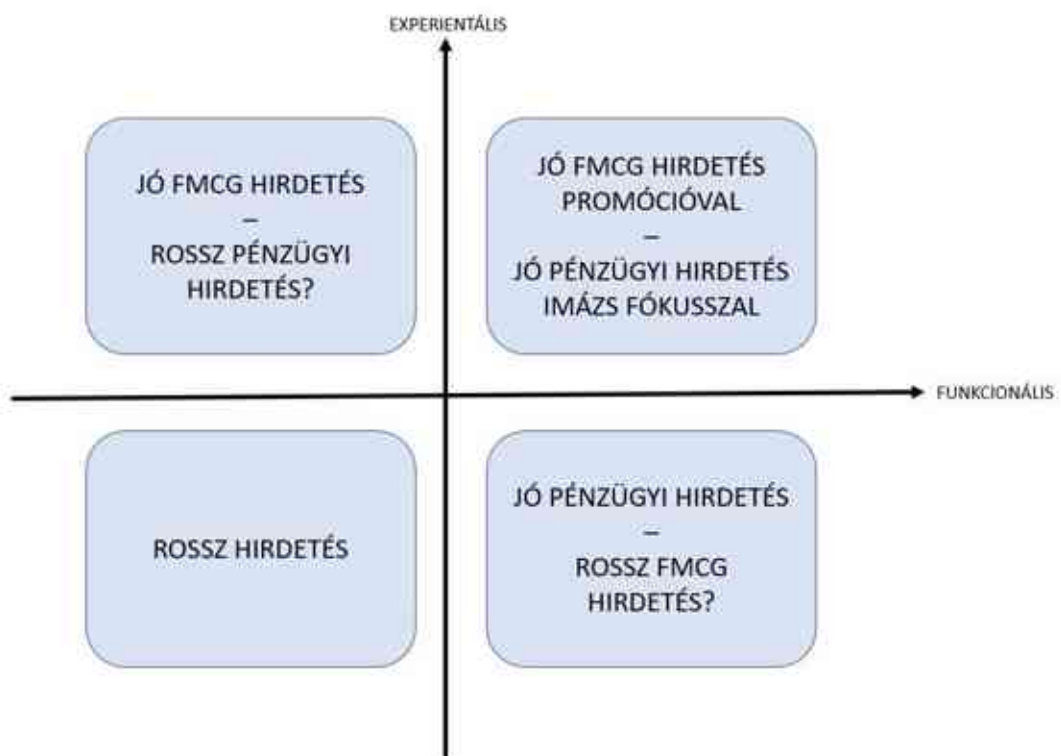 EXPERIENTÁLIS
JÓ FMCG HIRDETÉS
–
ROSSZ PÉNZÜGYI
HIRDETÉS?
JÓ FMCG HIRDETÉS
PROMÓCIÓVAL
–
JÓ PÉNZÜGYI HIRDETÉS
IMÁZS FÓKUSSZAL
FUNKCIONÁLIS
ROSSZ HIRDETÉS
JÓ PÉNZÜGYI HIRDETÉS
–
ROSSZ FMCG
HIRDETÉS?